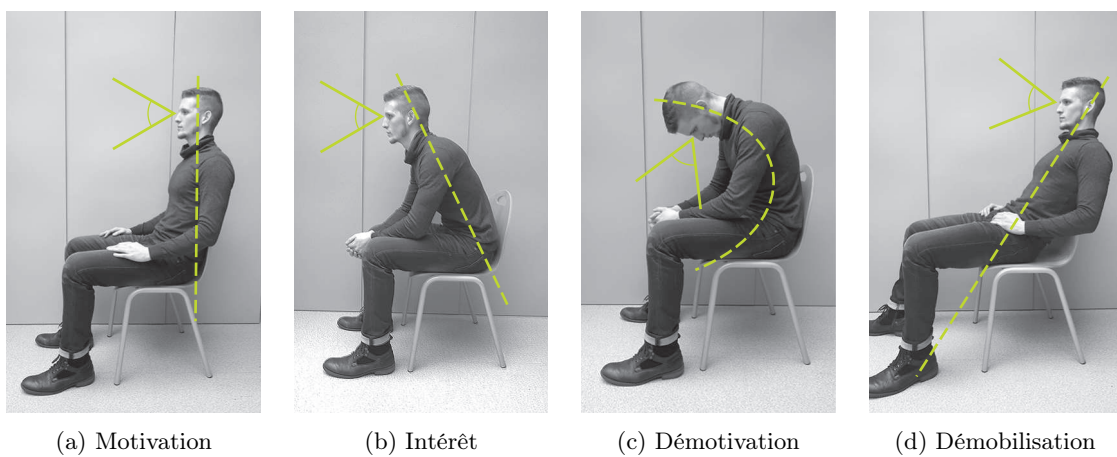 (a) Motivation
(b) Intérêt
(c) Démotivation
(d) Démobilisation